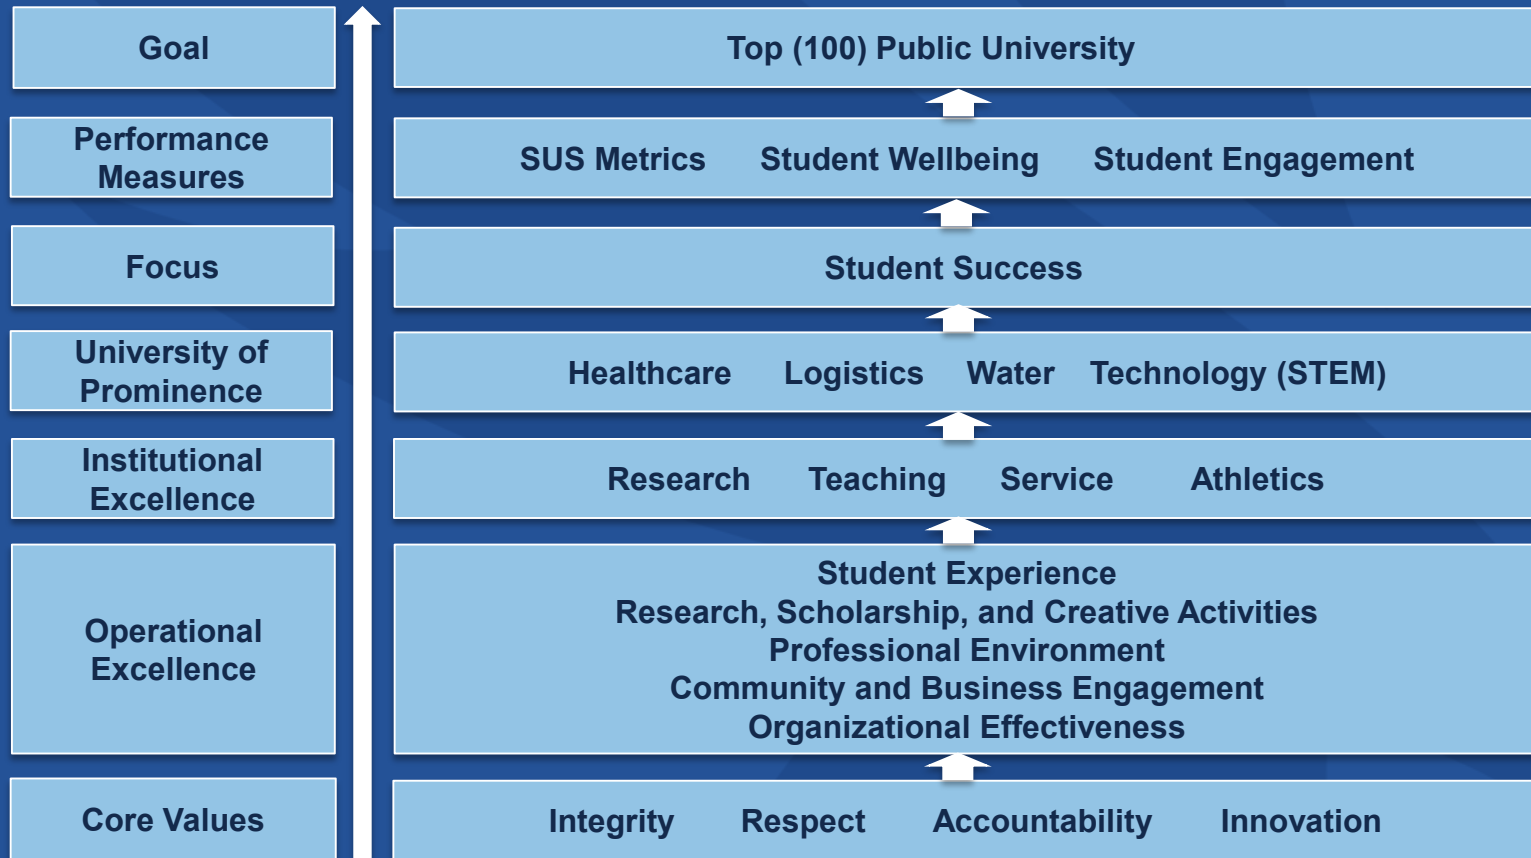 Goal
Top (100) Public University
Performance
Measures
SUS Metrics Student Wellbeing Student Engagement
Focus
Student Success
University of
Prominence
Healthcare Logistics Water Technology (STEM)
Institutional
Excellence
Research Teaching Service Athletics
Operational
Excellence
Student Experience
Research, Scholarship, and Creative Activities
Professional Environment
Community and Business Engagement
Organizational Effectiveness
Core Values
Integrity Respect Accountability Innovation